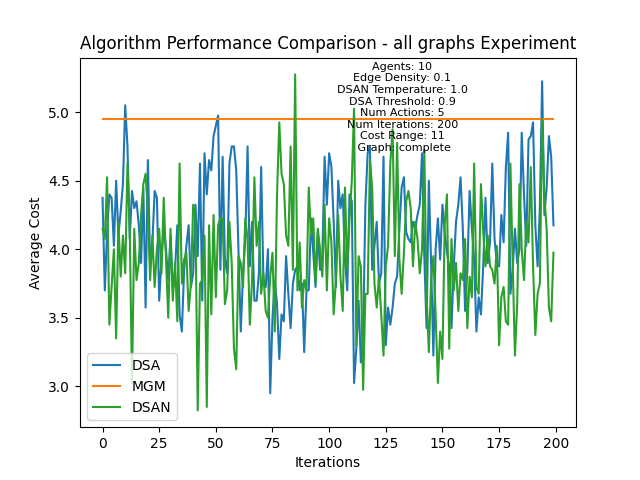 Algorithm Performance Comparison - all graphs Experiment
Agents: 10
Edge Density: 0.1
DSAN Temperature: 1.0
DSA Threshold: 0.9
Num Actions: 5
Num Iterations: 200
Cost Range: 11
Graph: complete
Average Cost
5.0
4.5
4.0
3.5
3.0
DSA
MGM
DSAN
0 25 50 75 100 125 150 175 200
Iterations